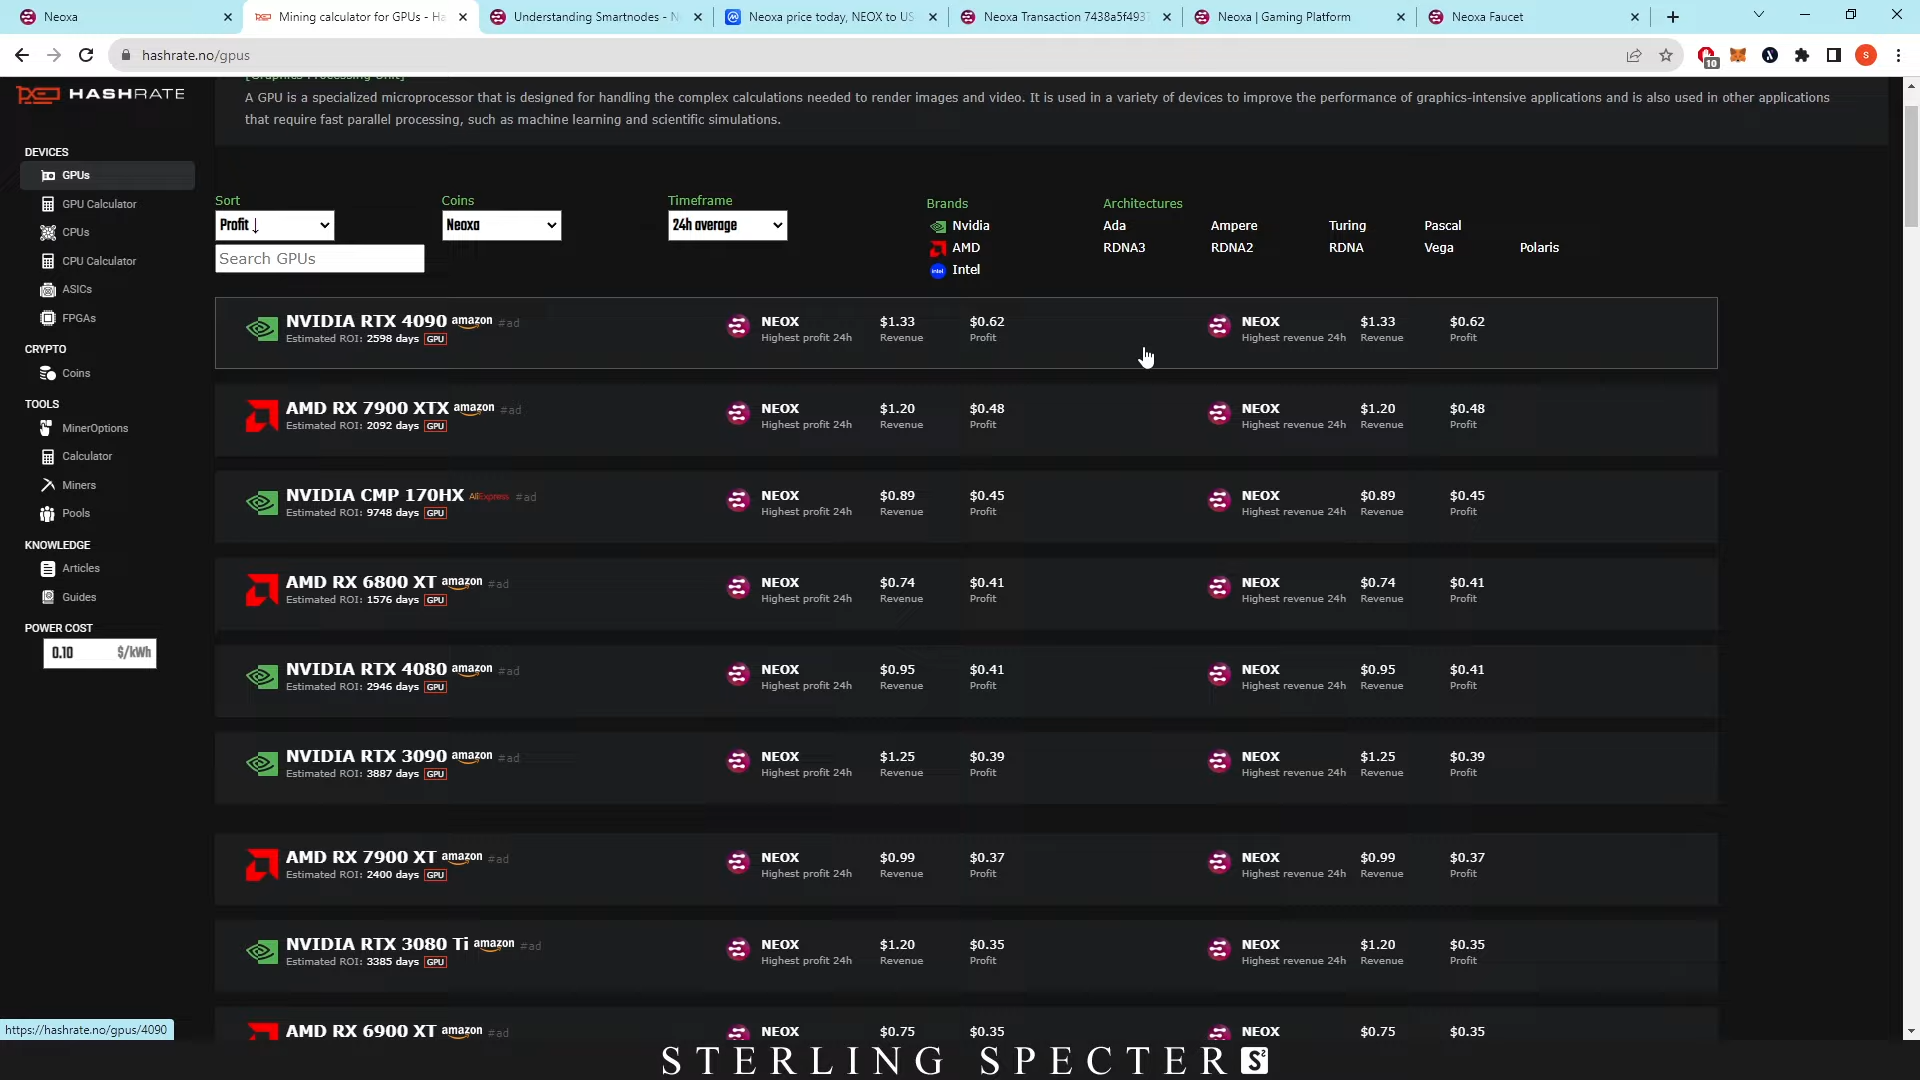 Neoxa
Mining calculator for GPUs - Ha
Understanding Smartnodes - N
Neoxa price today, NEOX to US
Neoxa Transaction 7438a5f4937
Neoxa | Gaming Platform
Neoxa Faucet
hashrate.no/gpus
10
S
HASHRATE
[Graphics Processing Unit]
A GPU is a specialized microprocessor that is designed for handling the complex calculations needed to render images and video. It is used in a variety of devices to improve the performance of graphics-intensive applications and is also used in other applications
that require fast parallel processing, such as machine learning and scientific simulations.
DEVICES
GPUs
GPU Calculator
CPUs
CPU Calculator
ASICs
FPGAs
CRYPTO
Coins
TOOLS
MinerOptions
Calculator
Miners
Pools
KNOWLEDGE
Articles
Guides
POWER COST
0.10 $/kWh
Sort
Profit ↓
Search GPUs
Coins
Neoxa
Timeframe
24h average
Brands
Nvidia
AMD
intel Intel
Architectures
Ada Ampere Turing Pascal
RDNA3 RDNA2 RDNA Vega Polaris
NVIDIA RTX 4090 amazon #ad NEOX $1.33 $0.62 NEOX $1.33 $0.62
Estimated ROI: 2598 days GPU Highest profit 24h Revenue Profit Highest revenue 24h Revenue Profit
AMD RX 7900 XTX amazon #ad NEOX $1.20 $0.48 NEOX $1.20 $0.48
Estimated ROI: 2092 days GPU Highest profit 24h Revenue Profit Highest revenue 24h Revenue Profit
NVIDIA CMP 170HX AliExpress #ad NEOX $0.89 $0.45 NEOX $0.89 $0.45
Estimated ROI: 9748 days GPU Highest profit 24h Revenue Profit Highest revenue 24h Revenue Profit
AMD RX 6800 XT amazon #ad NEOX $0.74 $0.41 NEOX $0.74 $0.41
Estimated ROI: 1576 days GPU Highest profit 24h Revenue Profit Highest revenue 24h Revenue Profit
NVIDIA RTX 4080 amazon #ad NEOX $0.95 $0.41 NEOX $0.95 $0.41
Estimated ROI: 2946 days GPU Highest profit 24h Revenue Profit Highest revenue 24h Revenue Profit
NVIDIA RTX 3090 amazon #ad NEOX $1.25 $0.39 NEOX $1.25 $0.39
Estimated ROI: 3887 days GPU Highest profit 24h Revenue Profit Highest revenue 24h Revenue Profit
AMD RX 7900 XT amazon #ad NEOX $0.99 $0.37 NEOX $0.99 $0.37
Estimated ROI: 2400 days GPU Highest profit 24h Revenue Profit Highest revenue 24h Revenue Profit
NVIDIA RTX 3080 Ti amazon #ad NEOX $1.20 $0.35 NEOX $1.20 $0.35
Estimated ROI: 3385 days GPU Highest profit 24h Revenue Profit Highest revenue 24h Revenue Profit
AMD RX 6900 XT amazon #ad NEOX $0.75 $0.35 NEOX $0.75 $0.35
https://hashrate.no/gpus/4090
STERLING SPECTER S²